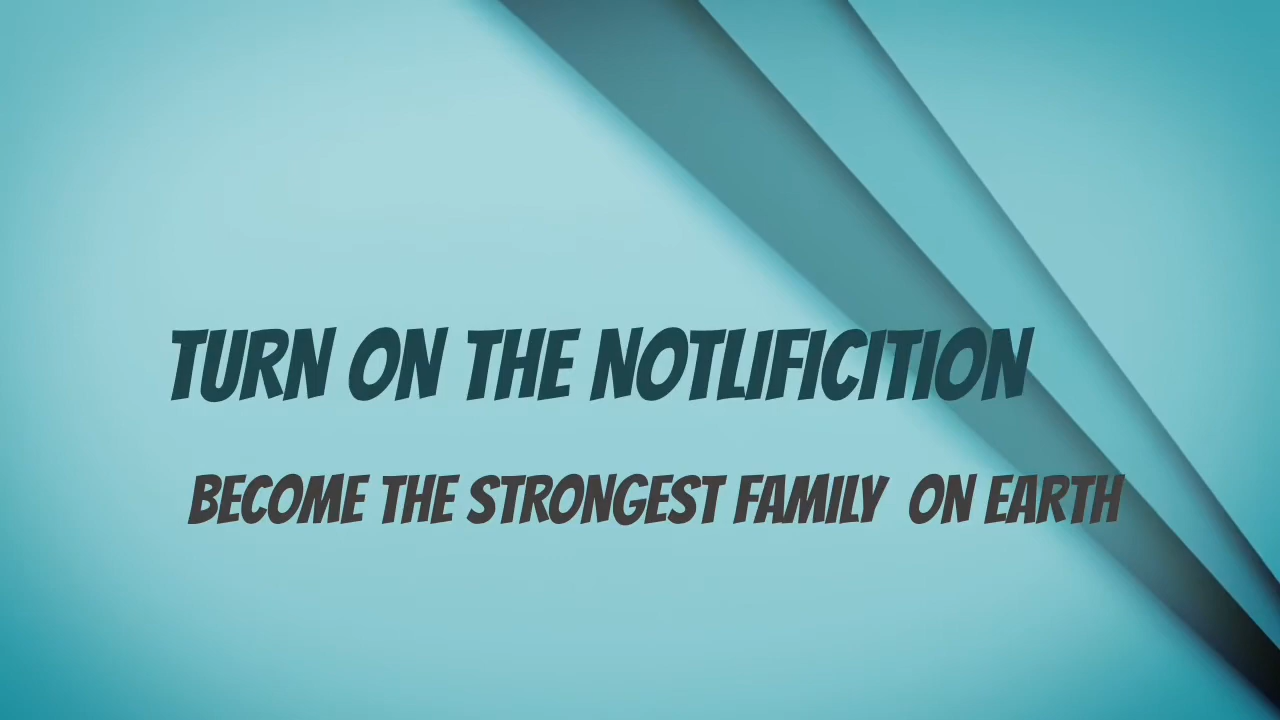 TURN ON THE NOTLIFICITION
BECOME THE STRONGEST FAMILY ON EARTH